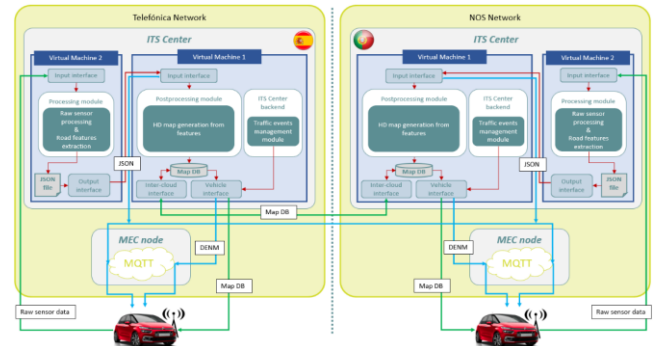 Telefónica Network
ITS Center
Virtual Machine 2
Input interface
Processing module
Raw sensor
processing
&
Road features
extraction
JSON
file
Output
interface
JSON
Virtual Machine 1
Input interface
Postprocessing module
HD map generation from
features
ITS Center
backend
Traffic events
management
module
Map DB
Inter-cloud
interface
Vehicle
interface
MEC node
MQTT
DENM
Map DB
Raw sensor data
Map DB
NOS Network
ITS Center
Virtual Machine 1
Input interface
Postprocessing module
HD map generation from
features
ITS Center
backend
Traffic events
management
module
Map DB
Inter-cloud
interface
Vehicle
interface
Virtual Machine 2
Input interface
Processing module
Raw sensor
processing
&
Road features
extraction
JSON
Output
interface
JSON
file
MEC node
MQTT
DENM
Map DB
Raw sensor data